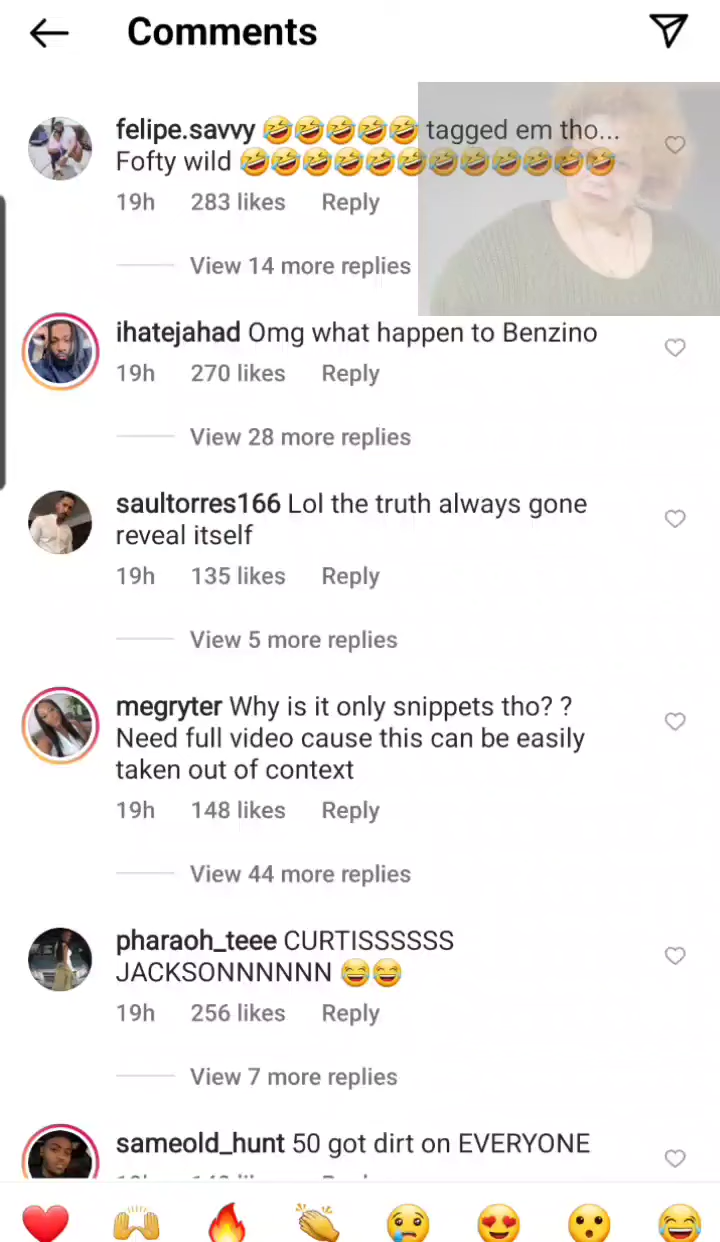 Comments
felipe.savvy 🤣🤣🤣🤣🤣 tagged em tho...
Fofty wild 🤣🤣🤣🤣🤣🤣🤣🤣🤣🤣🤣🤣
19h 283 likes Reply
View 14 more replies
ihatejahad Omg what happen to Benzino
19h 270 likes Reply
View 28 more replies
saultorres166 Lol the truth always gone
reveal itself
19h 135 likes Reply
View 5 more replies
megryter Why is it only snippets tho? ?
Need full video cause this can be easily
taken out of context
19h 148 likes Reply
View 44 more replies
pharaoh_teee CURTISSSSSS
JACKSONNNNNN 😂😂
19h 256 likes Reply
View 7 more replies
sameold_hunt 50 got dirt on EVERYONE